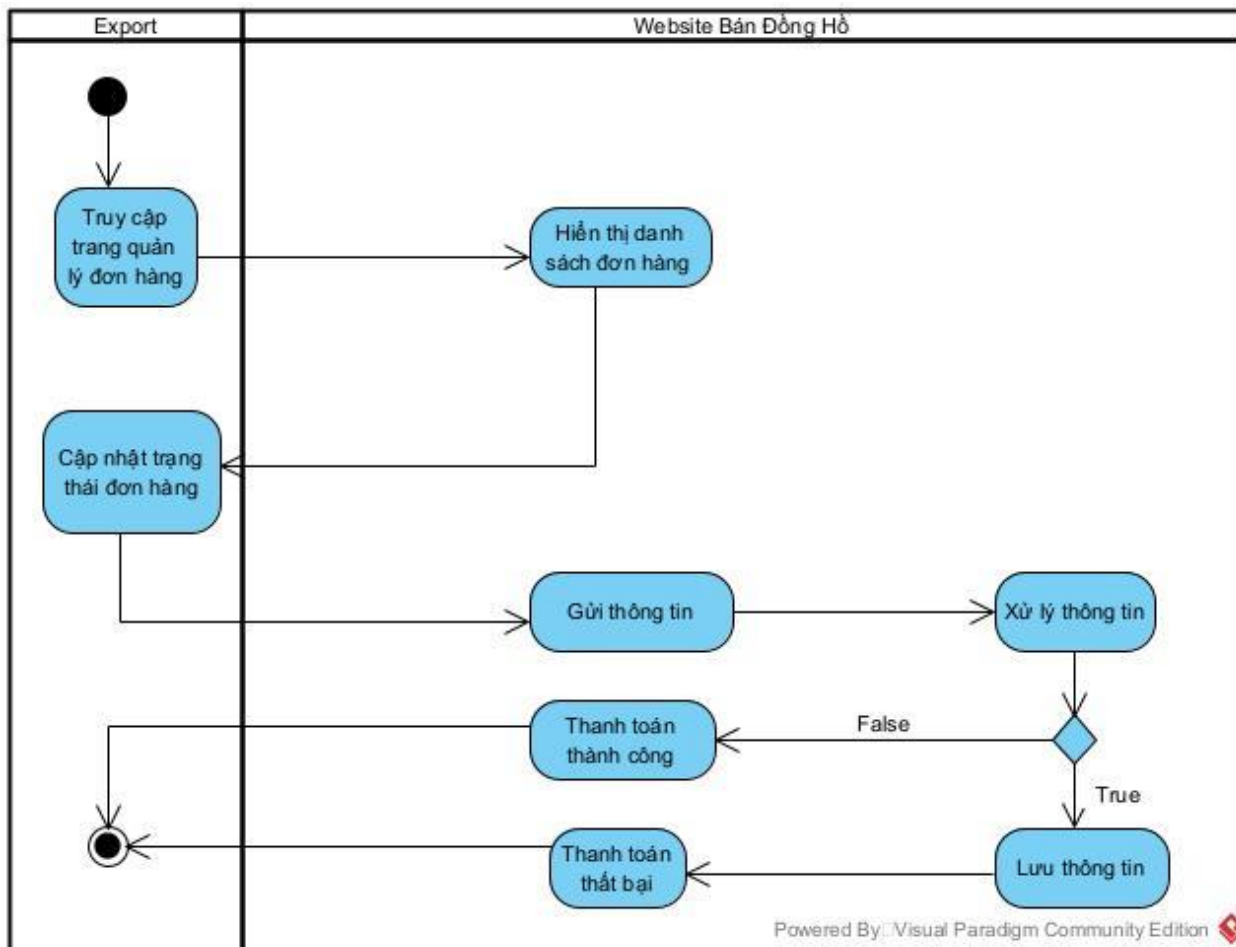 Export
Website Bán Đồng Hồ
Truy cập
trang quản
lý đơn hàng
Hiển thị danh
sách đơn hàng
Cập nhật trạng
thái đơn hàng
Gửi thông tin
Xử lý thông tin
Thanh toán
thành công
False
True
Thanh toán
thất bại
Lưu thông tin
Powered By Visual Paradigm Community Edition